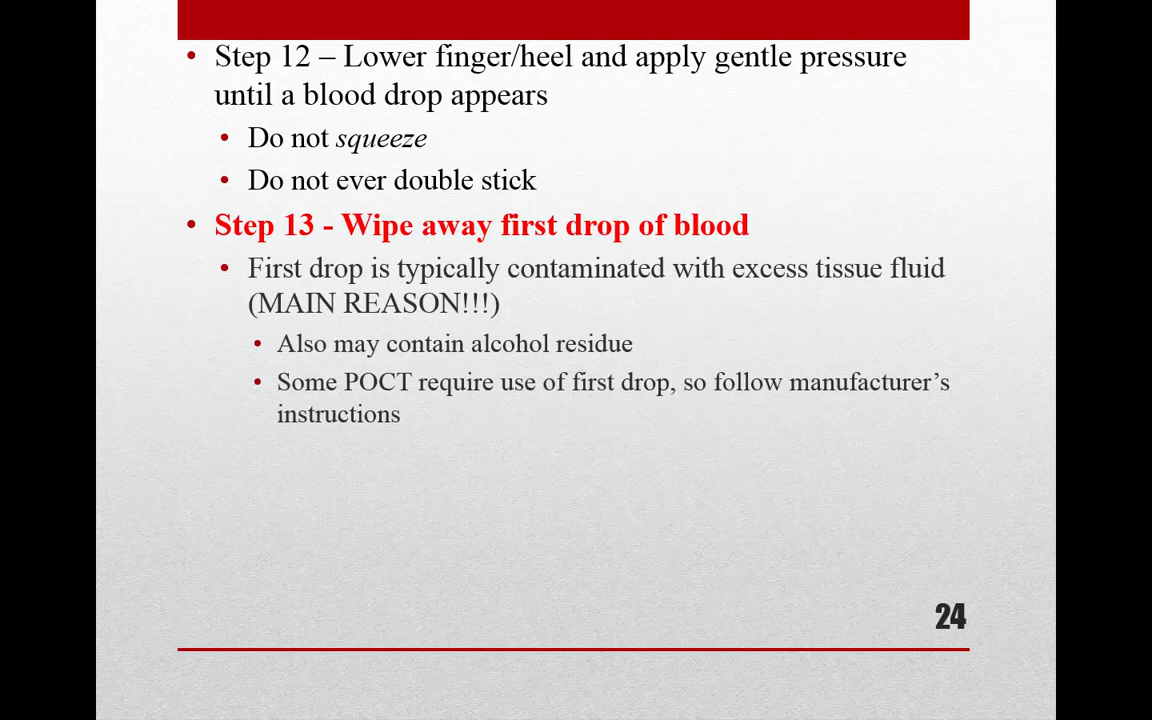 • Step 12 – Lower finger/heel and apply gentle pressure
until a blood drop appears
• Do not squeeze
• Do not ever double stick
• Step 13 - Wipe away first drop of blood
• First drop is typically contaminated with excess tissue fluid
(MAIN REASON!!!)
• Also may contain alcohol residue
• Some POCT require use of first drop, so follow manufacturer’s
instructions
24